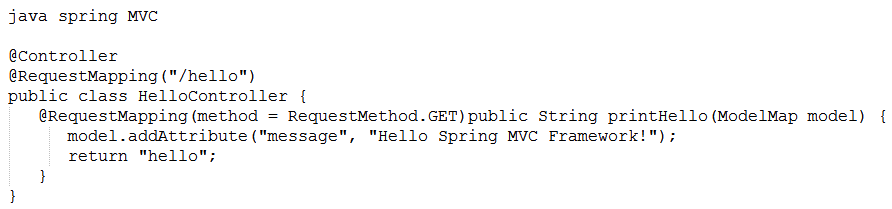 java spring MVC
@Controller
@RequestMapping("/hello")
public class HelloController {
@RequestMapping(method = RequestMethod.GET)public String printHello(ModelMap model) {
model.addAttribute("message", "Hello Spring MVC Framework!");
return "hello";
}
}